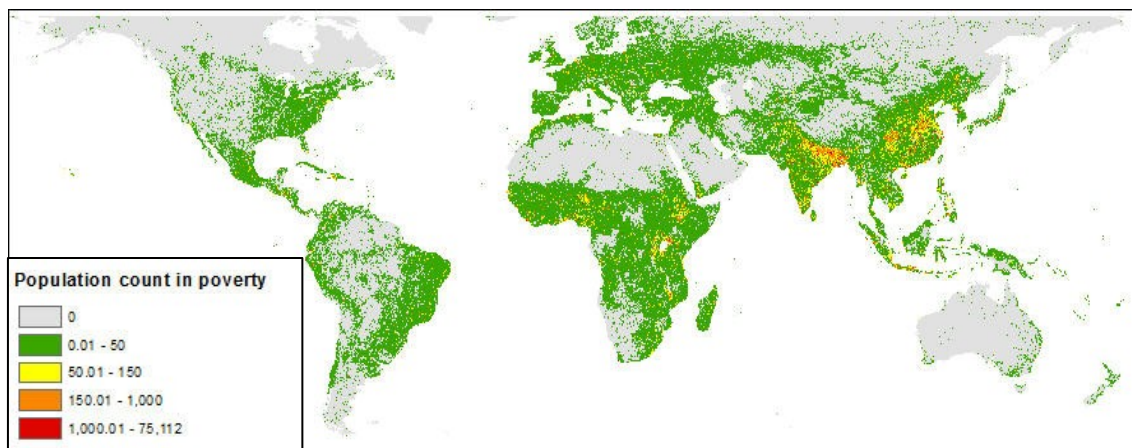 Population count in poverty
0
0.01 - 50
50.01 - 150
150.01 - 1,000
1,000.01 - 75,112